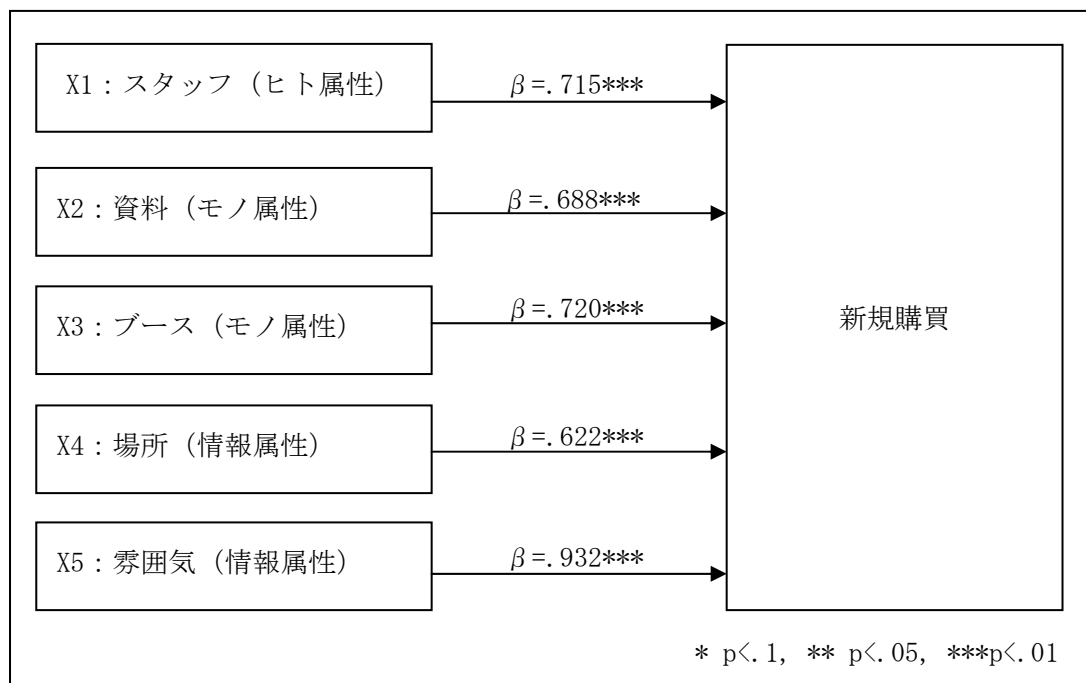 X1：スタッフ（ヒト属性）
β=.715***
X2：資料（モノ属性）
β=.688***
X3：ブース（モノ属性）
β=.720***
新規購買
X4：場所（情報属性）
β=.622***
X5：雰囲気（情報属性）
β=.932***
* p<.1, ** p<.05, ***p<.01